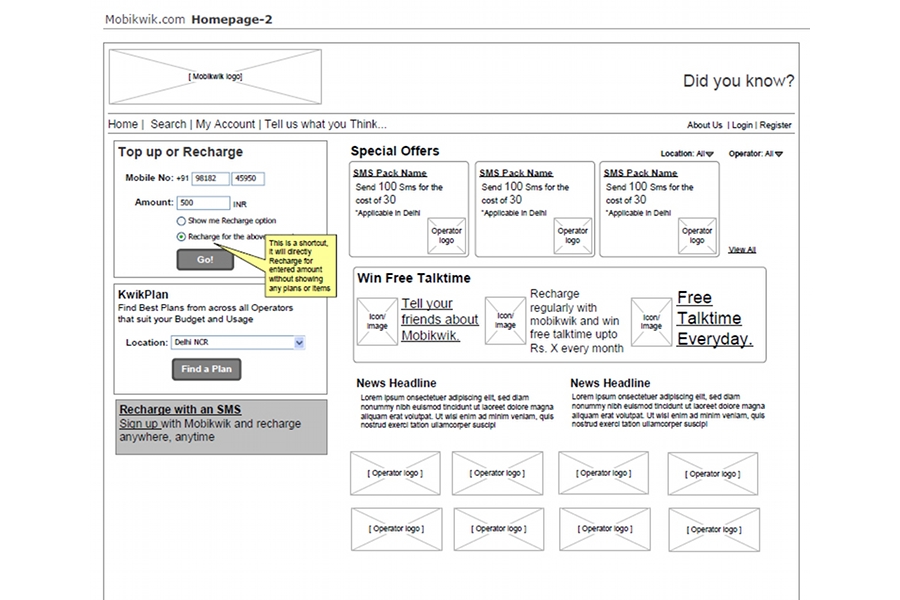 Mobikwik.com Homepage-2
[ Mobikwik logo]
Did you know?
Home | Search | My Account | Tell us what you Think...
About Us | Login | Register
Top up or Recharge
Mobile No: +91 98182 45950
Amount: 500 INR
Show me Recharge option
Recharge for the above
Go!
This is a shortcut,
it will directly
Recharge for
entered amount
without showing
any plans or items
KwikPlan
Find Best Plans from across all Operators
that suit your Budget and Usage
Location: Delhi NCR
Find a Plan
Recharge with an SMS
Sign up with Mobikwik and recharge
anywhere, anytime
Special Offers
Location: All
Operator: All
SMS Pack Name
Send 100 Sms for the
cost of 30
*Applicable in Delhi
Operator
logo
SMS Pack Name
Send 100 Sms for the
cost of 30
*Applicable in Delhi
Operator
logo
SMS Pack Name
Send 100 Sms for the
cost of 30
*Applicable in Delhi
Operator
logo
View All
Win Free Talktime
Icon/
Image
Tell your
friends about
Mobikwik.
Icon/
Image
Recharge
regularly with
mobikwik and win
free talktime upto
Rs. X every month
Icon/
Image
Free
Talktime
Everyday.
News Headline
Lorem ipsum onsectetuer adipiscing elit, sed diam
nonummy nibh euismod tincidunt ut laoreet dolore magna
aliquam erat volutpat. Ut wisi enim ad minim veniam, quis
nostrud exerci tation ullamcorper suscipi
News Headline
Lorem ipsum onsectetuer adipiscing elit, sed diam
nonummy nibh euismod tincidunt ut laoreet dolore magna
aliquam erat volutpat. Ut wisi enim ad minim veniam, quis
nostrud exerci tation ullamcorper suscipi
[ Operator logo ]
[ Operator logo ]
[ Operator logo ]
[ Operator logo ]
[ Operator logo ]
[ Operator logo ]
[ Operator logo ]
[ Operator logo ]